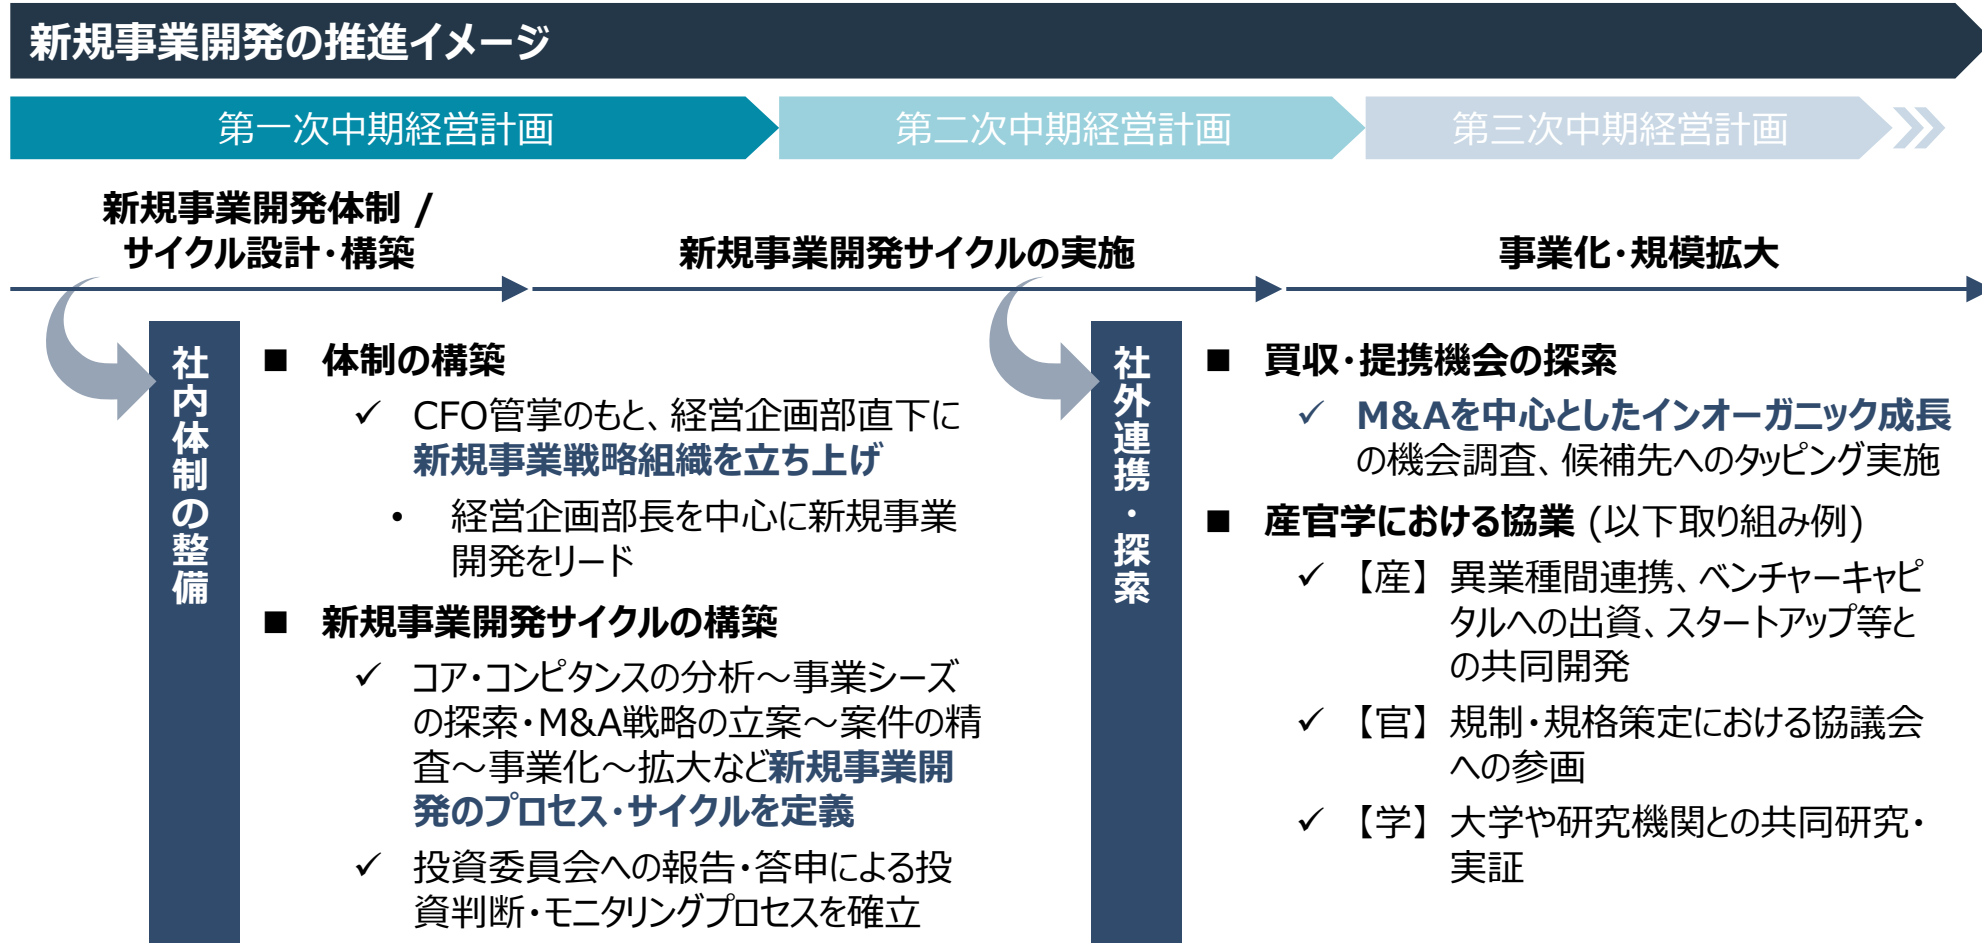 新規事業開発の推進イメージ
第一次中期経営計画
第二次中期経営計画
第三次中期経営計画
新規事業開発体制 /
サイクル設計・構築
新規事業開発サイクルの実施
事業化・規模拡大
社内体制の整備
■ 体制の構築
✓ CFO管掌のもと、経営企画部直下に
新規事業戦略組織を立ち上げ
• 経営企画部長を中心に新規事業
開発をリード
■ 新規事業開発サイクルの構築
✓ コア・コンピタンスの分析～事業シーズ
の探索・M&A戦略の立案～案件の精
査～事業化～拡大など新規事業開
発のプロセス・サイクルを定義
✓ 投資委員会への報告・答申による投
資判断・モニタリングプロセスを確立
社外連携・探索
■ 買収・提携機会の探索
✓ M&Aを中心としたインオーガニック成長
の機会調査、候補先へのタッピング実施
■ 産官学における協業 (以下取り組み例)
✓ 【産】 異業種間連携、ベンチャーキャピ
タルへの出資、スタートアップ等と
の共同開発
✓ 【官】 規制・規格策定における協議会
への参画
✓ 【学】 大学や研究機関との共同研究・
実証